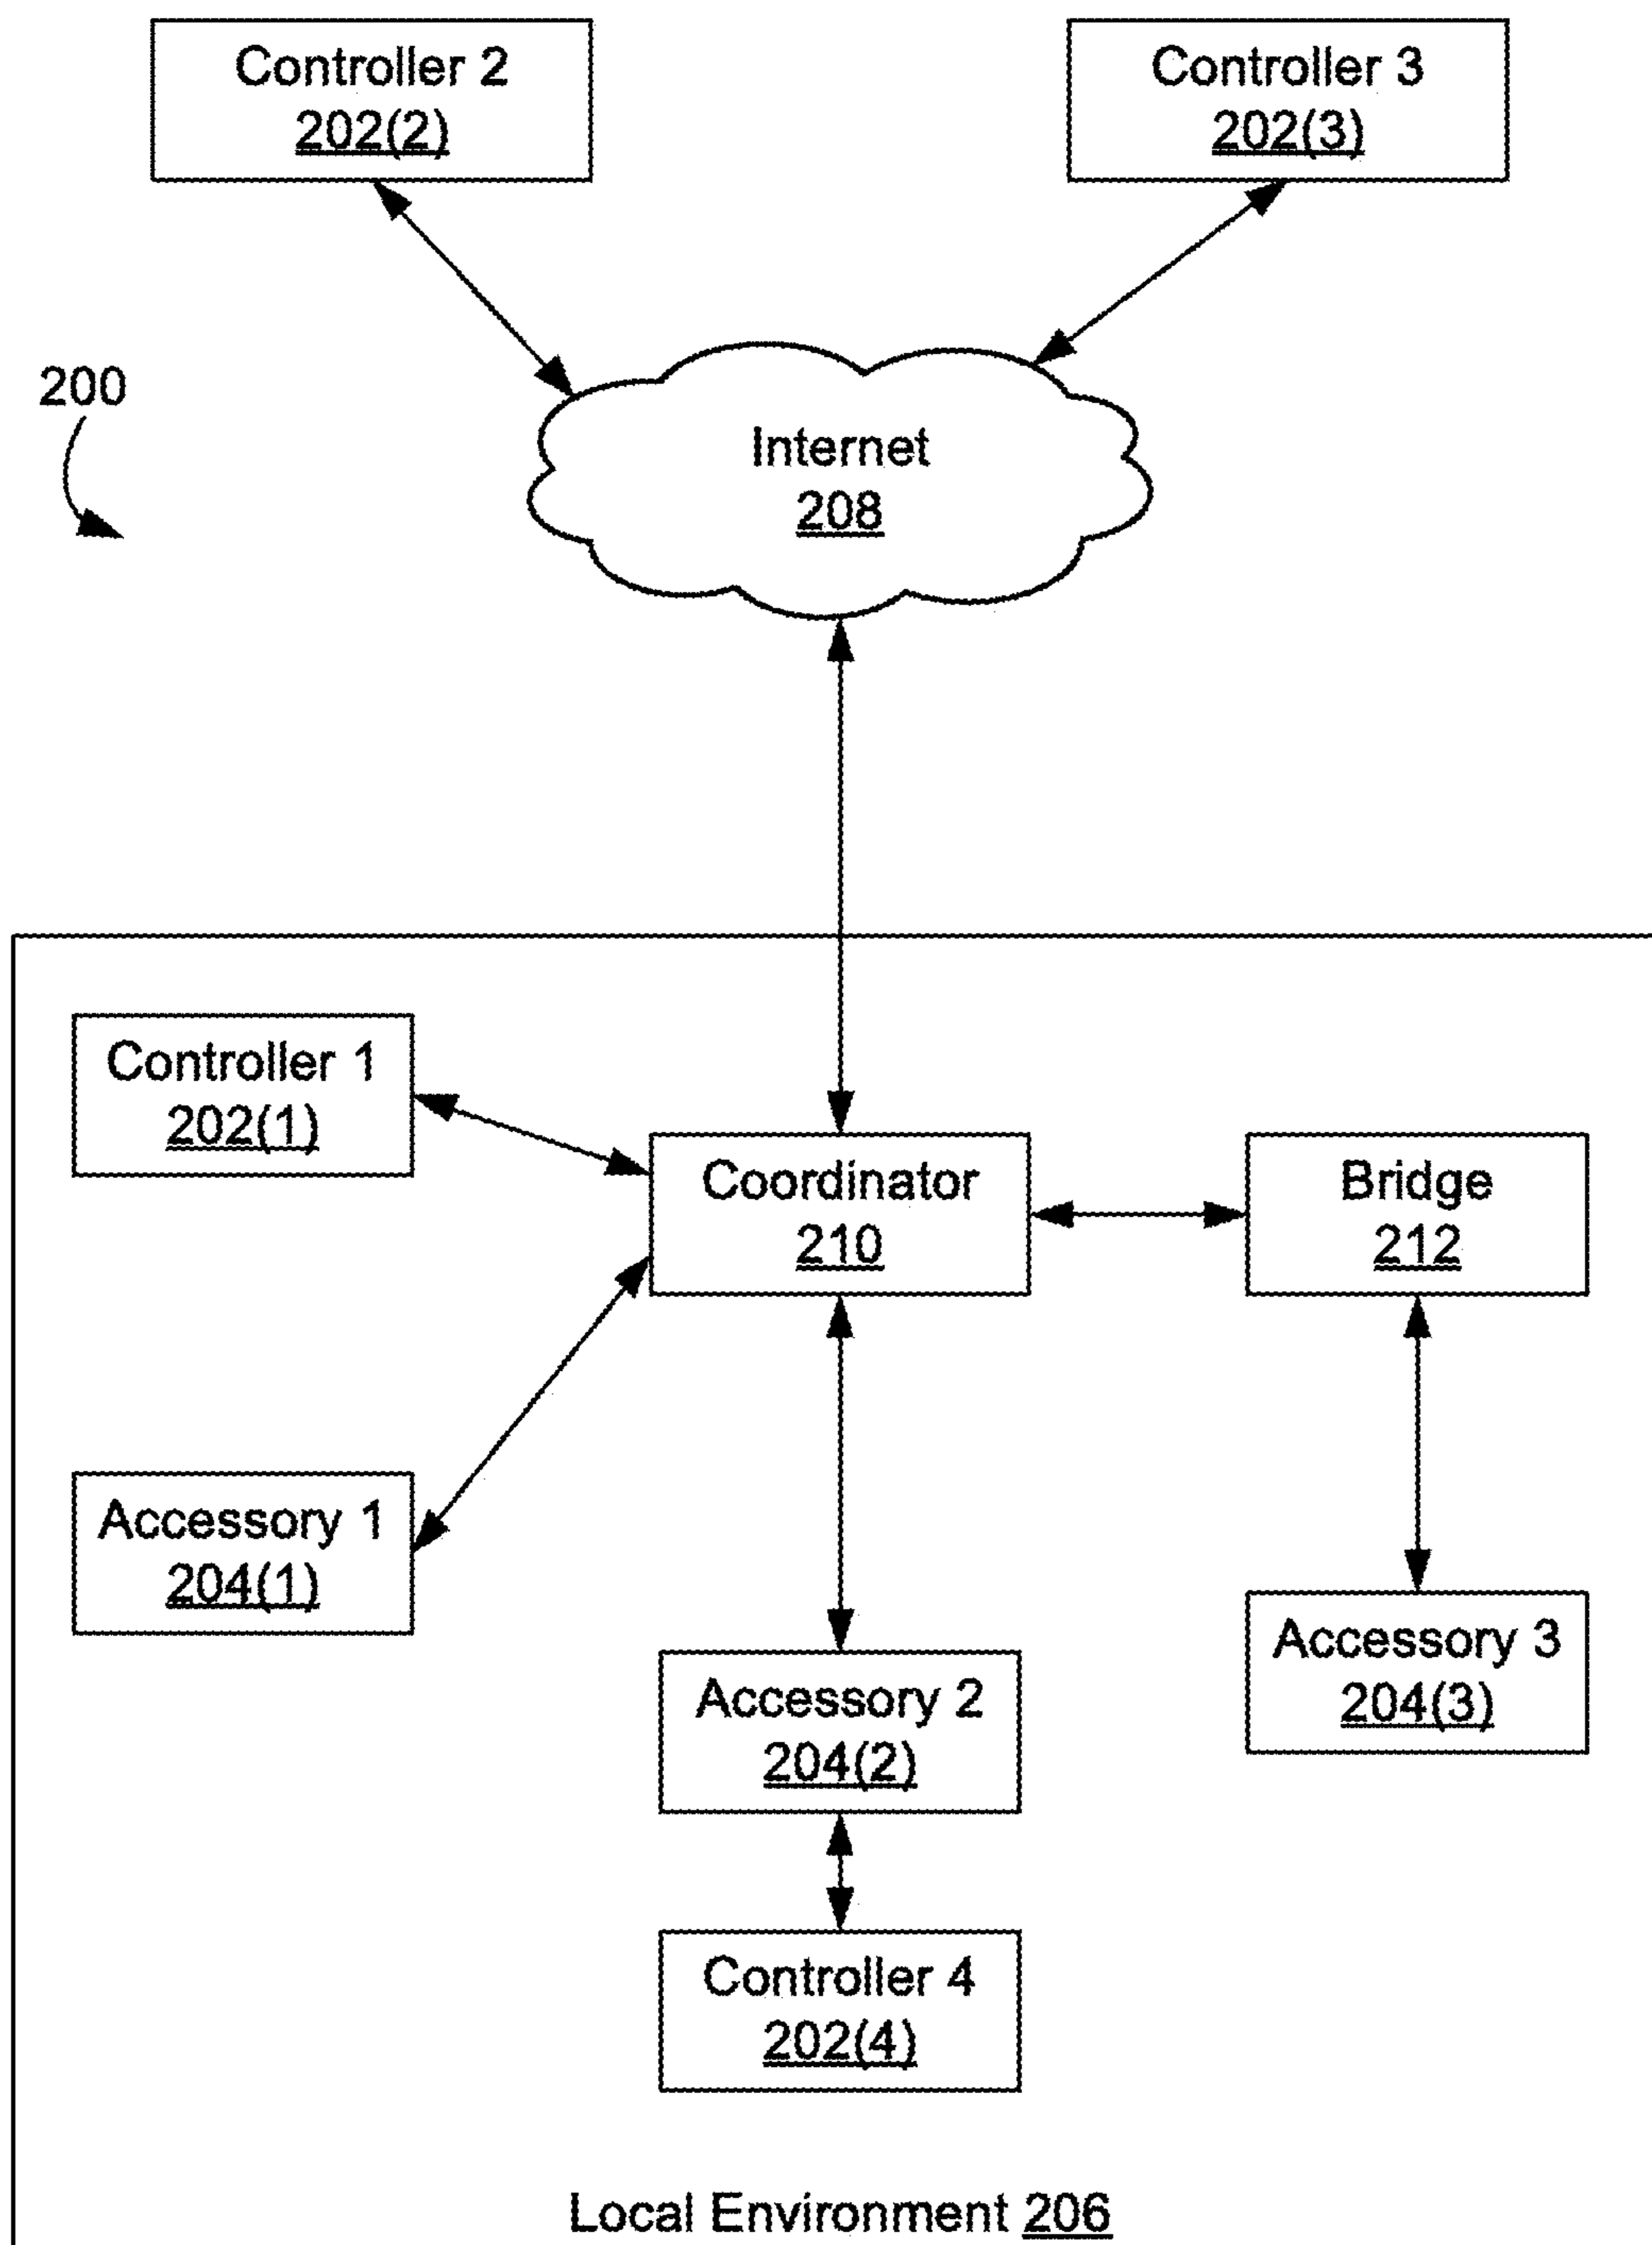 Controller 2
202(2)
Controller 3
202(3)
200
Internet
208
Controller 1
202(1)
Coordinator
210
Bridge
212
Accessory 1
204(1)
Accessory 2
204(2)
Accessory 3
204(3)
Controller 4
202(4)
Local Environment 206